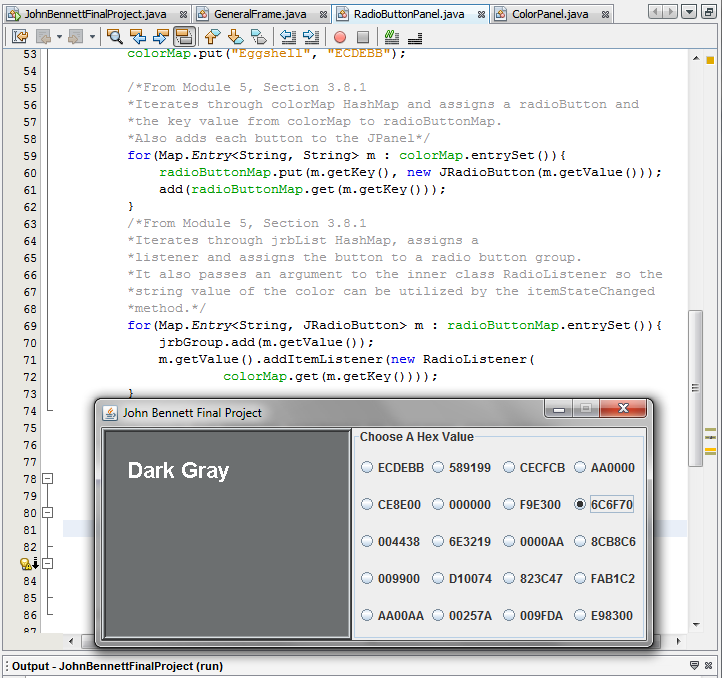 JohnBennettFinalProject.java GeneralFrame.java RadioButtonPanel.java ColorPanel.java
53 colorMap.put("Eggshell", "ECDEBB");
54
55 /*From Module 5, Section 3.8.1
56 *Iterates through colorMap HashMap and assigns a radioButton and
57 *the key value from colorMap to radioButtonMap.
58 *Also adds each button to the JPanel*/
59 for(Map.Entry<String, String> m : colorMap.entrySet()){
60 radioButtonMap.put(m.getKey(), new JRadioButton(m.getValue()));
61 add(radioButtonMap.get(m.getKey()));
62 }
63 /*From Module 5, Section 3.8.1
64 *Iterates through jrbList HashMap, assigns a
65 *listener and assigns the button to a radio button group.
66 *It also passes an argument to the inner class RadioListener so the
67 *string value of the color can be utilized by the itemStateChanged
68 *method.*/
69 for(Map.Entry<String, JRadioButton> m : radioButtonMap.entrySet()){
70 jrbGroup.add(m.getValue());
71 m.getValue().addItemListener(new RadioListener(
72 colorMap.get(m.getKey())));
73 }
74
75
76
77
78
79
80
81
82
84
85
86
87
John Bennett Final Project
Dark Gray
Choose A Hex Value
ECDEBB 589199 CECFCB AA0000
CE8E00 000000 F9E300 6C6F70
004438 6E3219 0000AA 8CB8C6
009900 D10074 823C47 FAB1C2
AA00AA 00257A 009FDA E98300
Output - JohnBennettFinalProject (run)